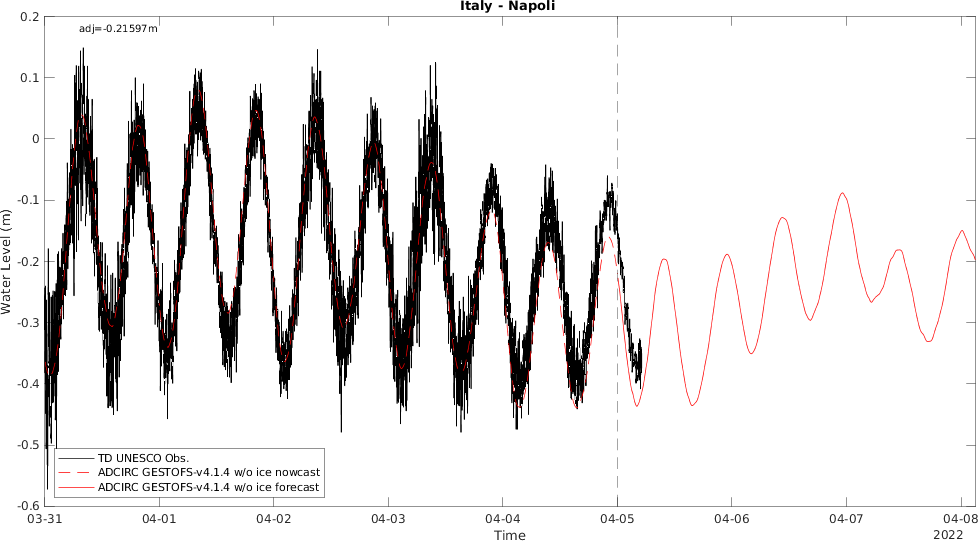 Italy - Napoli
adj=-0.21597m
0.2
0.1
0
-0.1
-0.2
-0.3
-0.4
-0.5
-0.6
Water Level (m)
TD UNESCO Obs.
ADCIRC GESTOFS-v4.1.4 w/o ice nowcast
ADCIRC GESTOFS-v4.1.4 w/o ice forecast
03-31 04-01 04-02 04-03 04-04 04-05 04-06 04-07 04-08
Time
2022